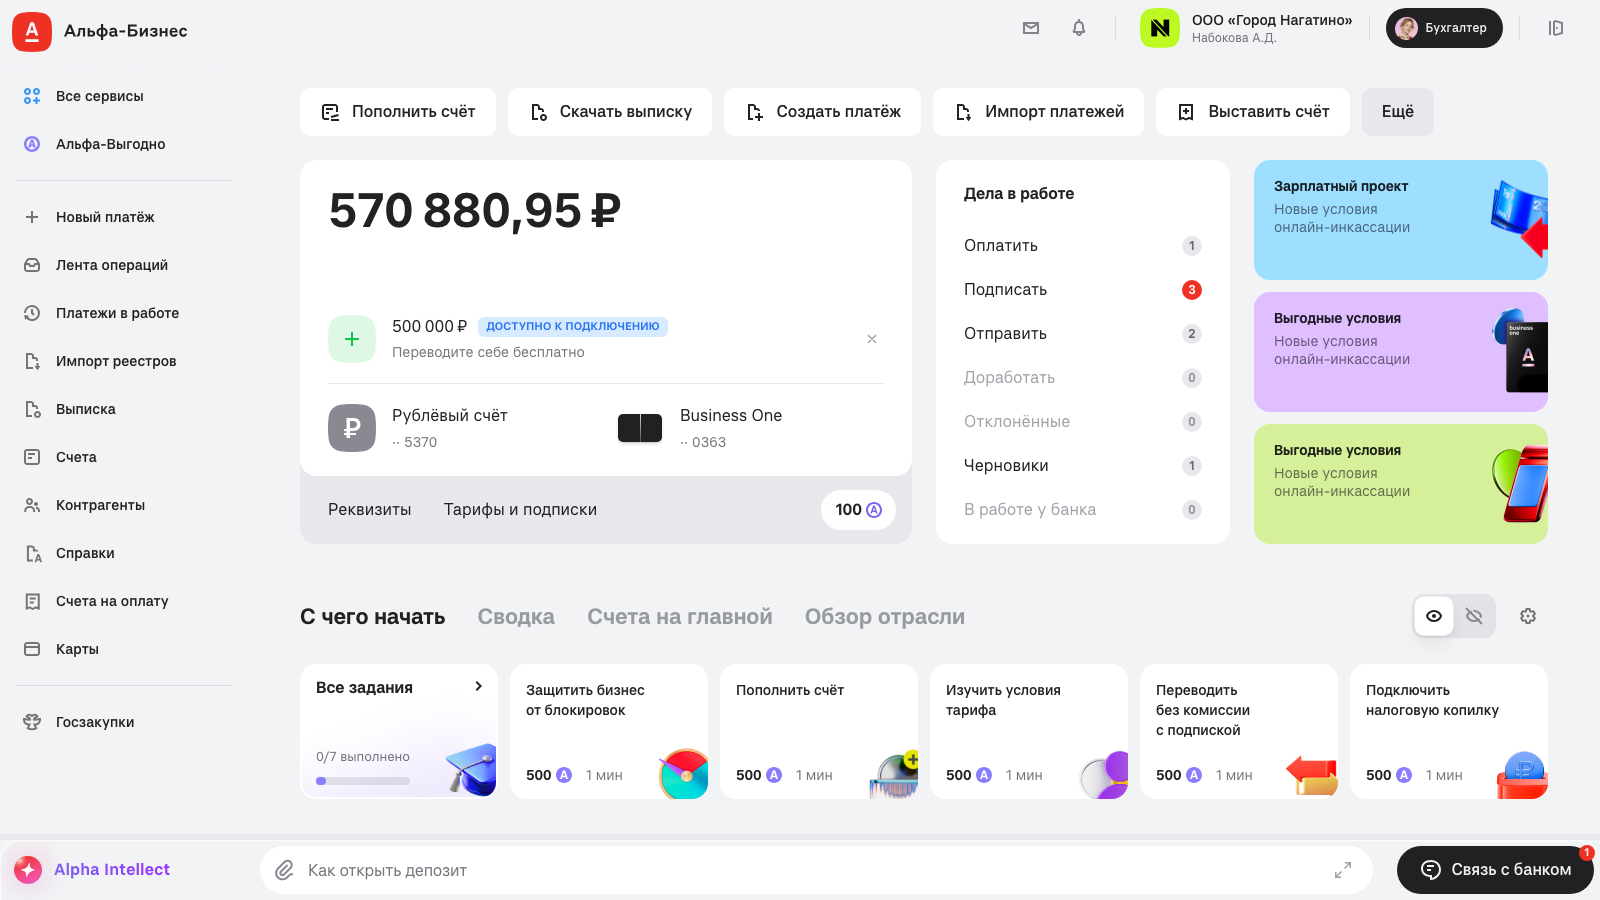 Альфа-Бизнес
ООО «Город Нагатино»
Набокова А.Д.
Бухгалтер
Все сервисы
Альфа-Выгодно
Новый платёж
Лента операций
Платежи в работе
Импорт реестров
Выписка
Счета
Контрагенты
Справки
Счета на оплату
Карты
Госзакупки
Пополнить счёт
Скачать выписку
Создать платёж
Импорт платежей
Выставить счёт
Ещё
570 880,95 ₽
500 000 ₽ ДОСТУПНО К ПОДКЛЮЧЕНИЮ
Переводите себе бесплатно
Рублёвый счёт
·· 5370
Business One
·· 0363
Реквизиты
Тарифы и подписки
100
Дела в работе
Оплатить 1
Подписать 3
Отправить 2
Доработать 0
Отклонённые 0
Черновики 1
В работе у банка 0
Зарплатный проект
Новые условия
онлайн-инкассации
Выгодные условия
Новые условия
онлайн-инкассации
business
one
Выгодные условия
Новые условия
онлайн-инкассации
С чего начать
Сводка
Счета на главной
Обзор отрасли
Все задания
0/7 выполнено
Защитить бизнес
от блокировок
500 1 мин
Пополнить счёт
500 1 мин
Изучить условия
тарифа
500 1 мин
Переводить
без комиссии
с подпиской
500 1 мин
Подключить
налоговую копилку
500 1 мин
Alpha Intellect
Как открыть депозит
Связь с банком
1